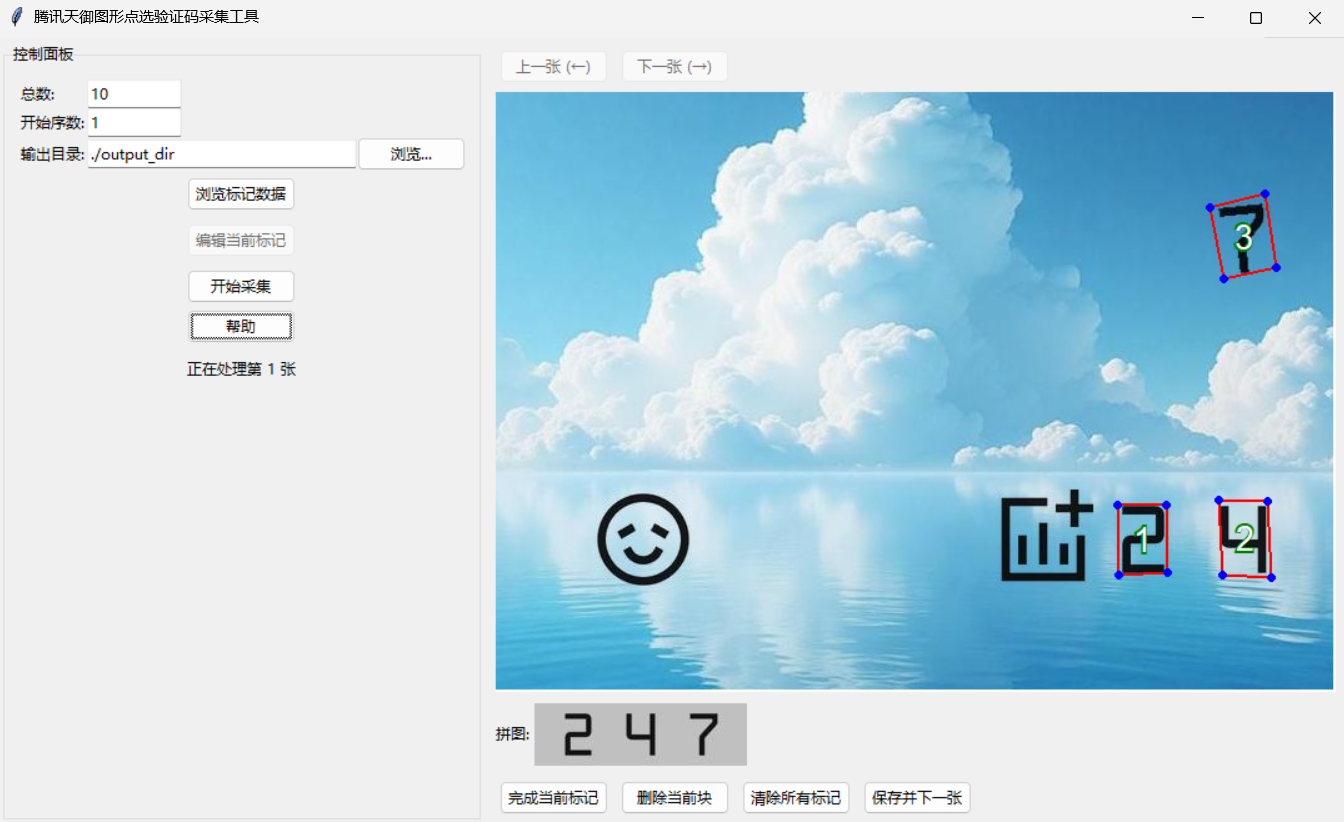 腾讯天御图形点选验证码采集工具
控制面板
总数: 10
开始序数: 1
输出目录: ./output_dir 浏览...
浏览标记数据
编辑当前标记
开始采集
帮助
正在处理第 1 张
上一张 (←) 下一张 (→)
7
3
2 4
1 2
拼图: 2 4 7
完成当前标记 删除当前块 清除所有标记 保存并下一张